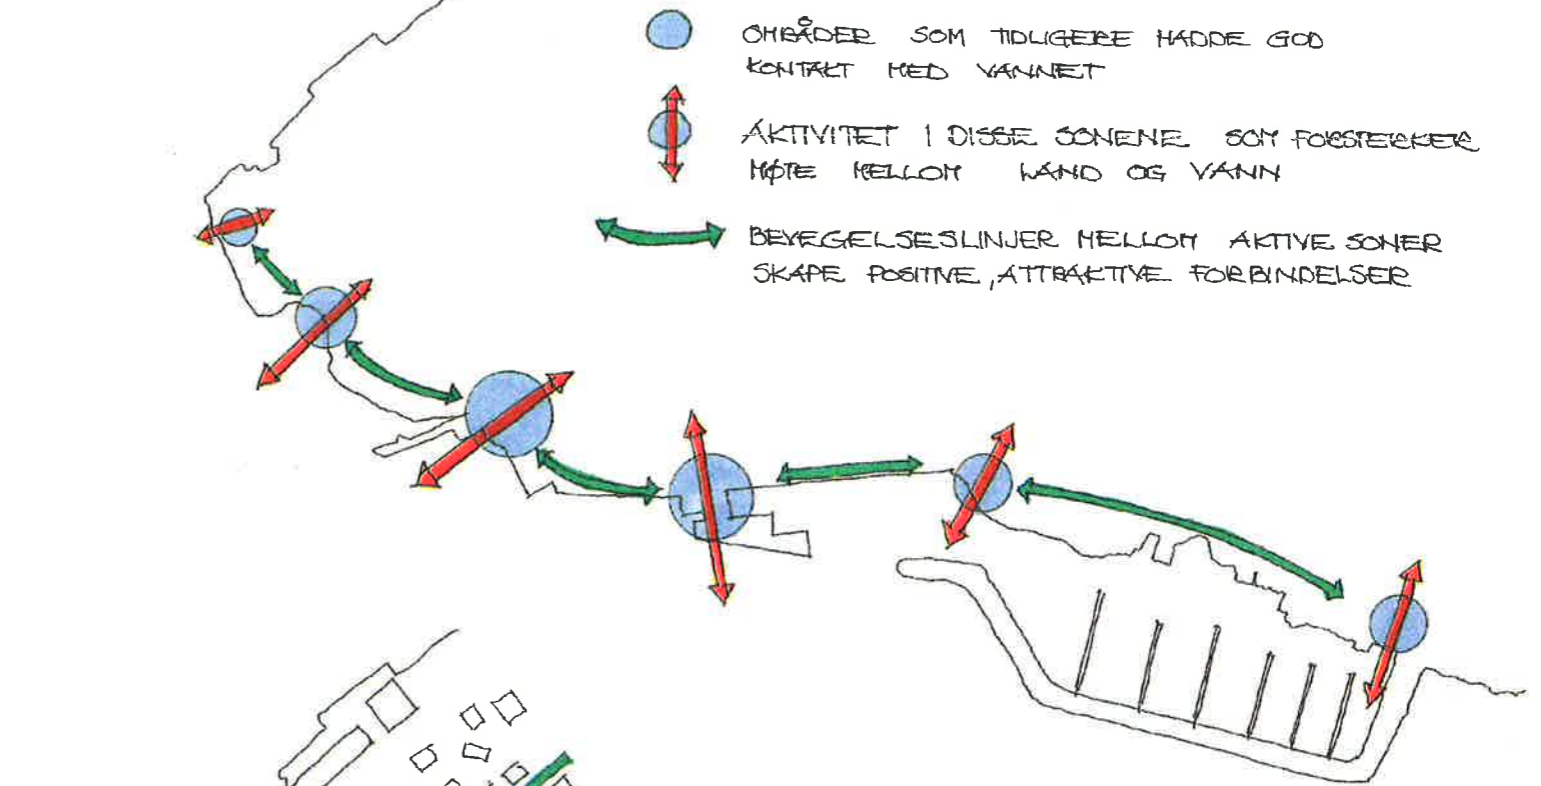 OMRÅDER SOM TIDLIGERE HADDE GOD
KONTAKT MED VANNET
AKTIVITET I DISSE SONENE SOM FORSTERKER
MØTE MELLOM LAND OG VANN
BEVEGELSESLINJER MELLOM AKTIVE SONER
SKAPE POSITIVE, ATTRAKTIVE FORBINDELSER